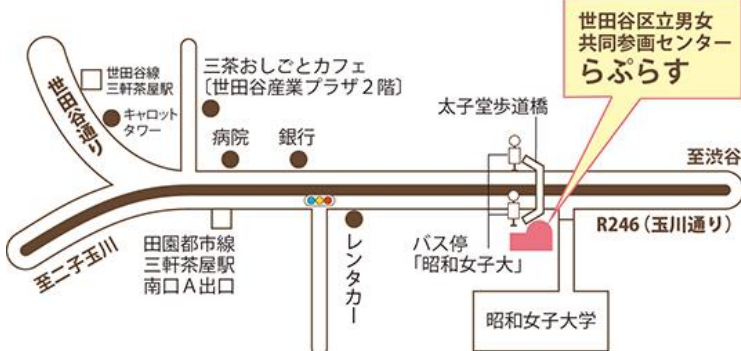 世田谷区立男女
共同参画センター
らぷらす
世田谷通り
世田谷線
三軒茶屋駅
キャロット
タワー
三茶おしごとカフェ
〔世田谷産業プラザ2階〕
病院
銀行
太子堂歩道橋
至渋谷
R246(玉川通り)
至二子玉川
田園都市線
三軒茶屋駅
南口A出口
レンタカー
バス停
「昭和女子大」
昭和女子大学